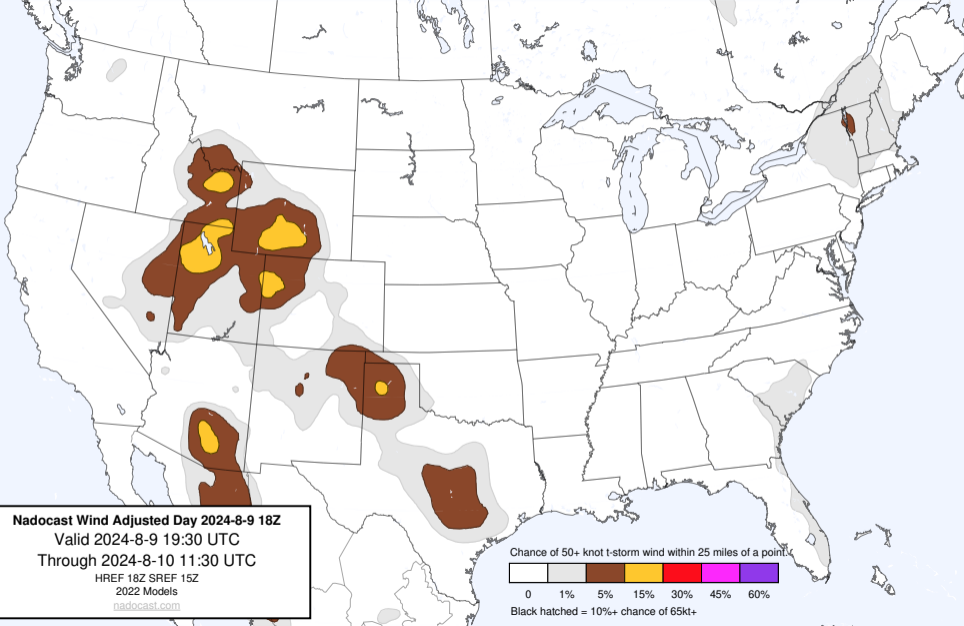 Nadocast Wind Adjusted Day 2024-8-9 18Z
Valid 2024-8-9 19:30 UTC
Through 2024-8-10 11:30 UTC
HREF 18Z SREF 15Z
2022 Models
nadocast.com
Chance of 50+ knot t-storm wind within 25 miles of a point.
0 1% 5% 15% 30% 45% 60%
Black hatched = 10%+ chance of 65kt+